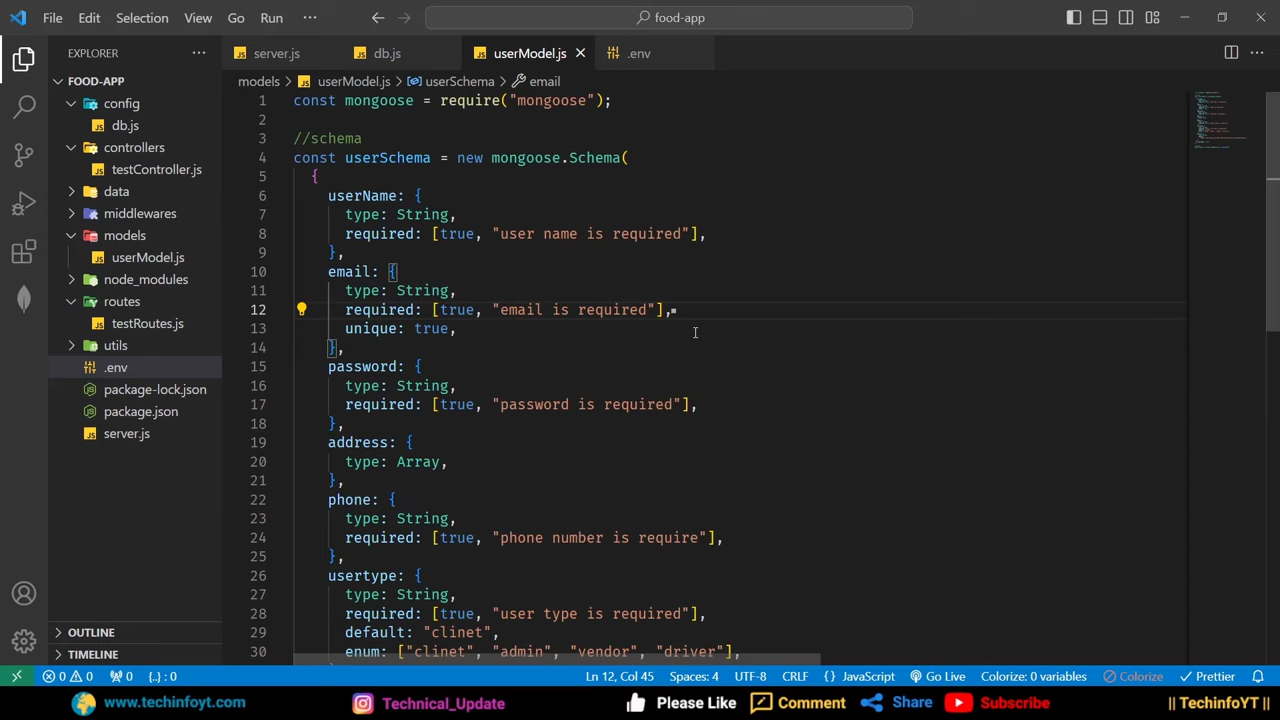 File Edit Selection View Go Run ··· food-app
EXPLORER ···
FOOD-APP
config
db.js
controllers
testController.js
data
middlewares
models
userModel.js
node_modules
routes
testRoutes.js
utils
.env
package-lock.json
package.json
server.js
OUTLINE
TIMELINE
JS server.js JS db.js JS userModel.js .env
models > JS userModel.js > userSchema > email
1 const mongoose = require("mongoose");
2
3 //schema
4 const userSchema = new mongoose.Schema(
5 {
6 userName: {
7 type: String,
8 required: [true, "user name is required"],
9 },
10 email: {
11 type: String,
12 required: [true, "email is required"],
13 unique: true,
14 },
15 password: {
16 type: String,
17 required: [true, "password is required"],
18 },
19 address: {
20 type: Array,
21 },
22 phone: {
23 type: String,
24 required: [true, "phone number is require"],
25 },
26 usertype: {
27 type: String,
28 required: [true, "user type is required"],
29 default: "clinet",
30 enum: ["clinet", "admin", "vendor", "driver"],
0 0 0 {..} : 0 Ln 12, Col 45 Spaces: 4 UTF-8 CRLF {} JavaScript Go Live Colorize: 0 variables Colorize Prettier
www.techinfoyt.com Technical_Update Please Like Comment Share Subscribe || TechinfoYT ||